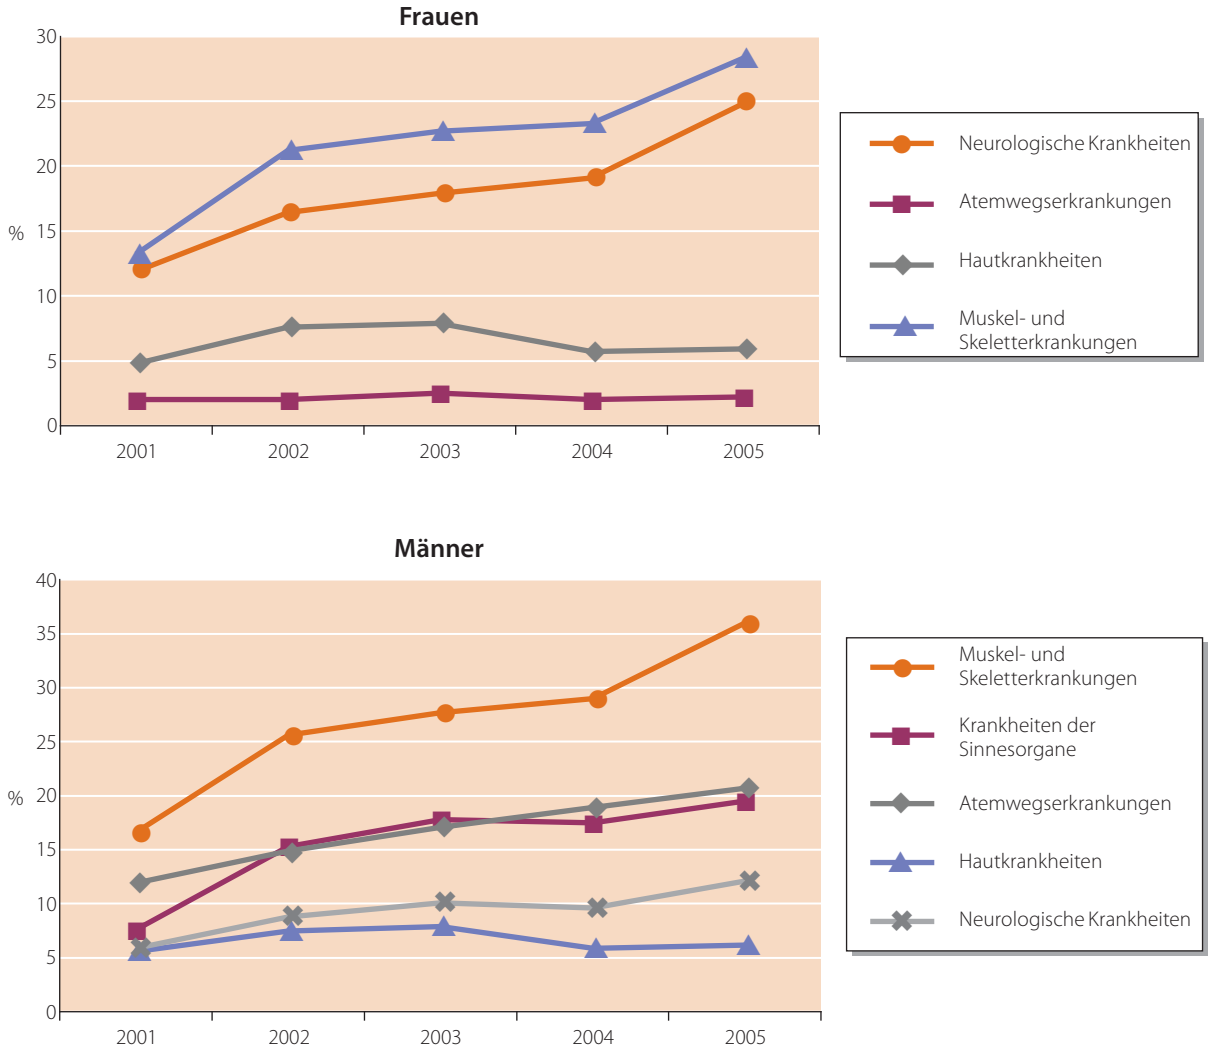 Frauen
30
25
20
% 15
10
5
0
2001 2002 2003 2004 2005
Neurologische Krankheiten
Atemwegserkrankungen
Hautkrankheiten
Muskel- und
Skeletterkrankungen
Männer
40
35
30
25
% 20
15
10
5
0
2001 2002 2003 2004 2005
Muskel- und
Skeletterkrankungen
Krankheiten der
Sinnesorgane
Atemwegserkrankungen
Hautkrankheiten
Neurologische Krankheiten